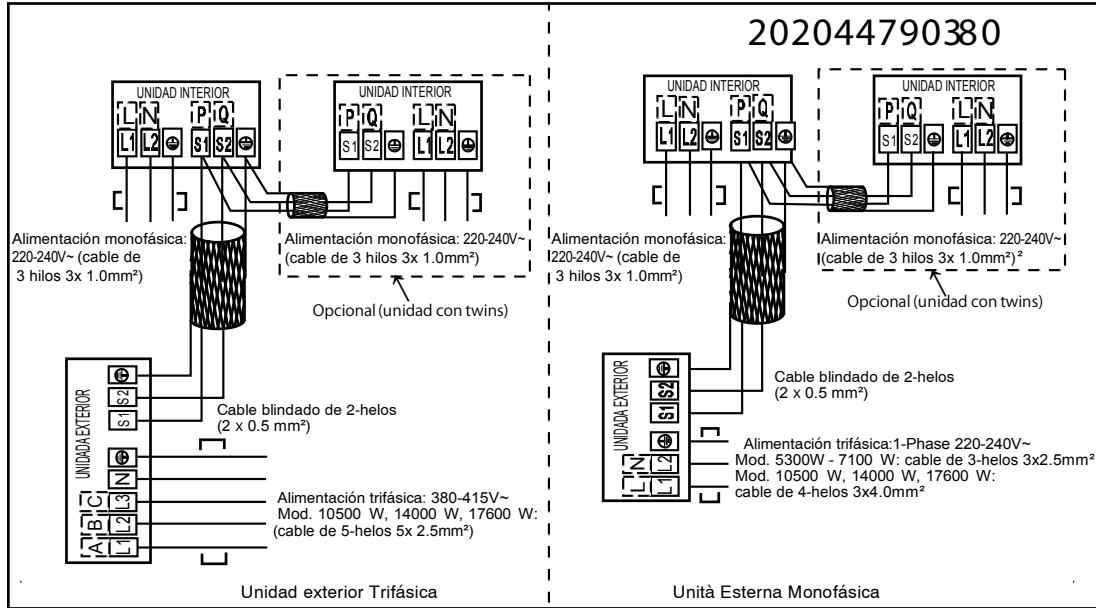 202044790380
UNIDAD INTERIOR
L N P Q
L1 L2 S1 S2
UNIDAD INTERIOR
P Q L N
S1 S2 L1 L2
Alimentación monofásica:
220-240V~ (cable de
3 hilos 3x 1.0mm²)
Alimentación monofásica: 220-240V~
(cable de 3 hilos 3x 1.0mm²)
Opcional (unidad con twins)
UNIDADA EXTERIOR
S2
S1
N
C L3
B L2
A L1
Cable blindado de 2-helos
(2 x 0.5 mm²)
Alimentación trifásica: 380-415V~
Mod. 10500 W, 14000 W, 17600 W:
(cable de 5-helos 5x 2.5mm²)
Unidad exterior Trifásica
UNIDAD INTERIOR
L N P Q
L1 L2 S1 S2
UNIDAD INTERIOR
P Q L N
S1 S2 L1 L2
Alimentación monofásica:
220-240V~ (cable de
3 hilos 3x 1.0mm²)
Alimentación monofásica: 220-240V~
(cable de 3 hilos 3x 1.0mm²)²
Opcional (unidad con twins)
UNIDADA EXTERIOR
S2
S1
N L2
L L1
Cable blindado de 2-helos
(2 x 0.5 mm²)
Alimentación trifásica:1-Phase 220-240V~
Mod. 5300W - 7100 W: cable de 3-helos 3x2.5mm²
Mod. 10500 W, 14000 W, 17600 W:
cable de 4-helos 3x4.0mm²
Unità Esterna Monofásica